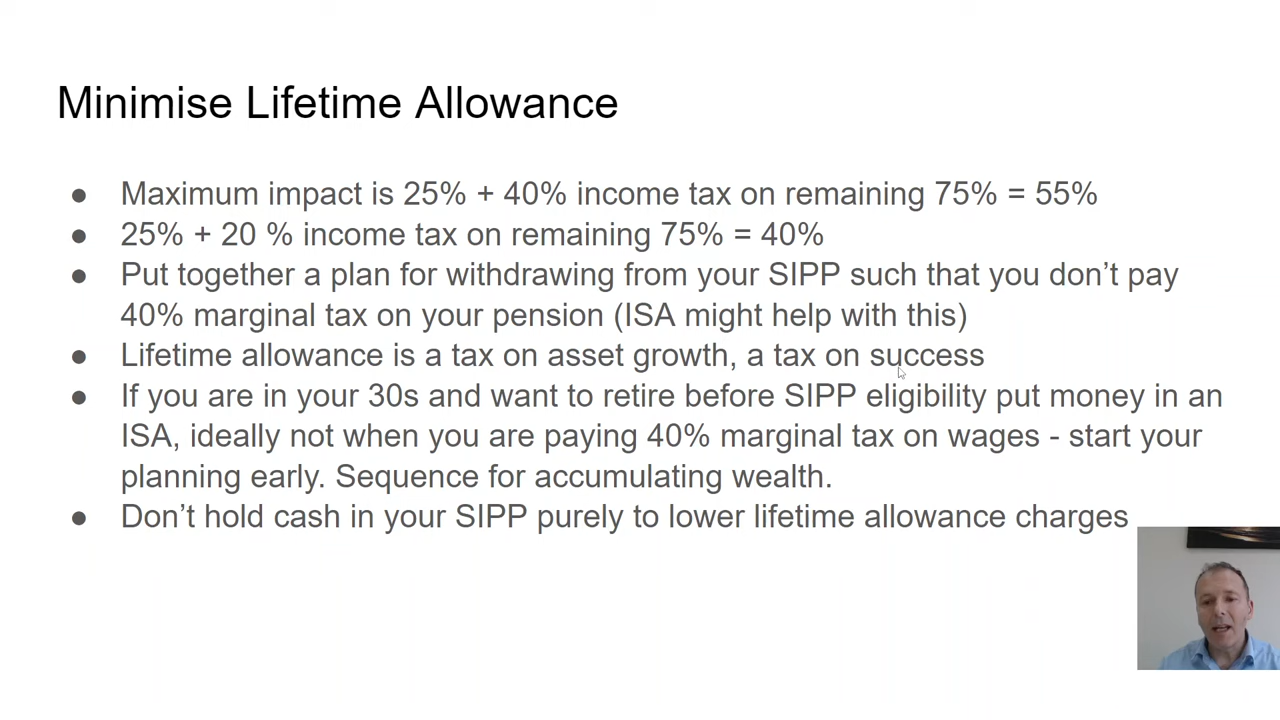 Minimise Lifetime Allowance
● Maximum impact is 25% + 40% income tax on remaining 75% = 55%
● 25% + 20 % income tax on remaining 75% = 40%
● Put together a plan for withdrawing from your SIPP such that you don’t pay
40% marginal tax on your pension (ISA might help with this)
● Lifetime allowance is a tax on asset growth, a tax on success
● If you are in your 30s and want to retire before SIPP eligibility put money in an
ISA, ideally not when you are paying 40% marginal tax on wages - start your
planning early. Sequence for accumulating wealth.
● Don’t hold cash in your SIPP purely to lower lifetime allowance charges